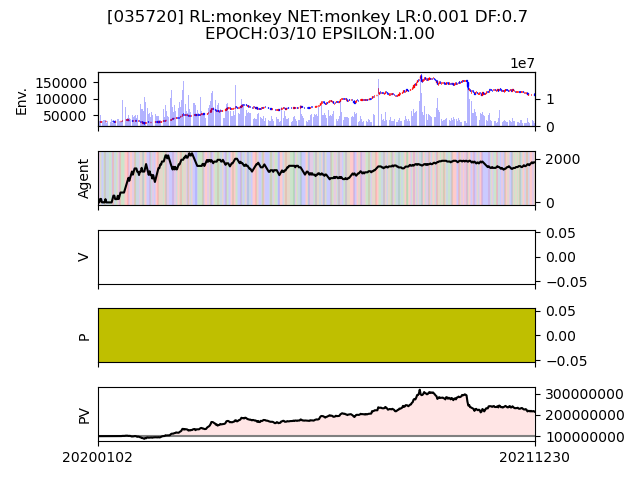 [035720] RL:monkey NET:monkey LR:0.001 DF:0.7
EPOCH:03/10 EPSILON:1.00
1e7
Env.
150000
100000
50000
1
0
Agent
2000
0
V
0.05
0.00
−0.05
P
0.05
0.00
−0.05
PV
300000000
200000000
100000000
20200102
20211230